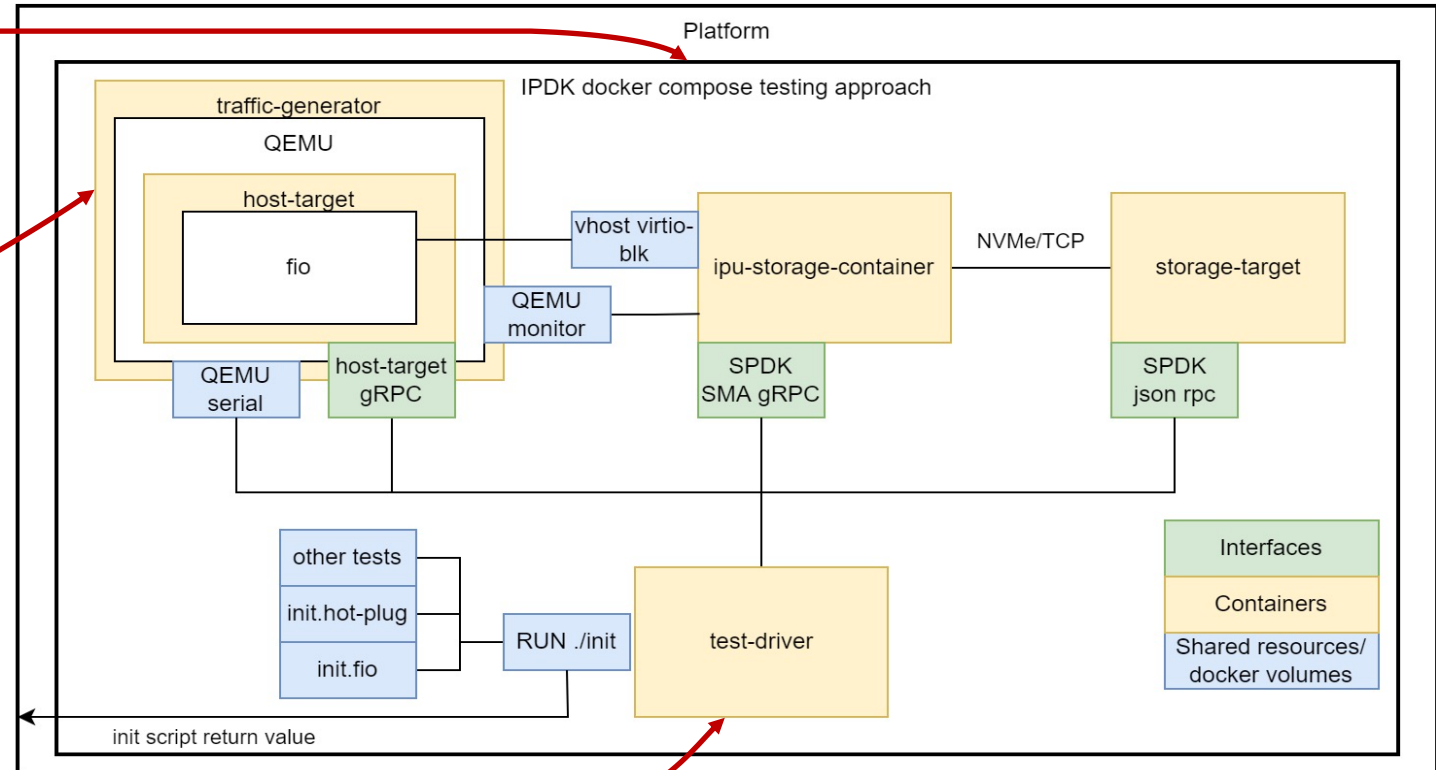 Platform
IPDK docker compose testing approach
traffic-generator
QEMU
host-target
fio
vhost virtio-
blk
QEMU
monitor
ipu-storage-container
NVMe/TCP
storage-target
QEMU
serial
host-target
gRPC
SPDK
SMA gRPC
SPDK
json rpc
other tests
init.hot-plug
init.fio
RUN ./init
test-driver
Interfaces
Containers
Shared resources/
docker volumes
init script return value